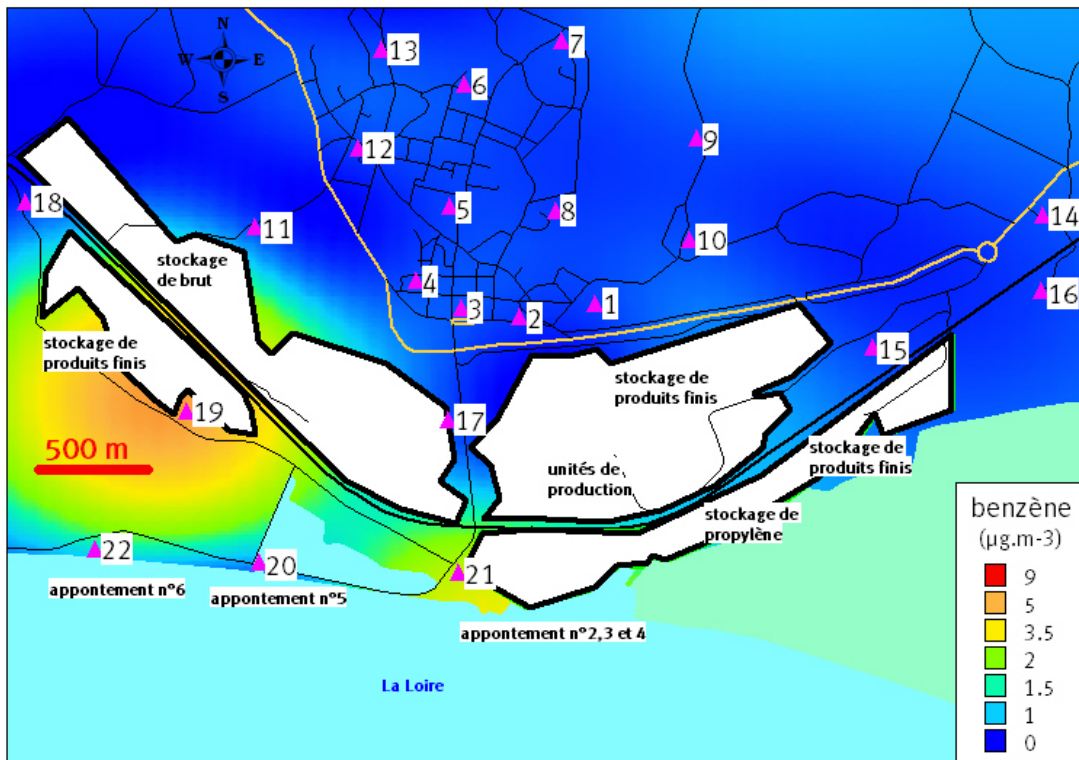 N
W E
S
13
7
6
12
9
18
5
8
14
11
10
stockage
de brut
4
3
2
1
16
15
stockage de
produits finis
stockage de
produits finis
19
17
500 m
unités de
production
stockage de
produits finis
stockage de
propylène
22
20
21
appontement n°6
appontement n°5
appontement n°2,3 et 4
La Loire
benzène
(µg.m-3)
9
5
3.5
2
1.5
1
0